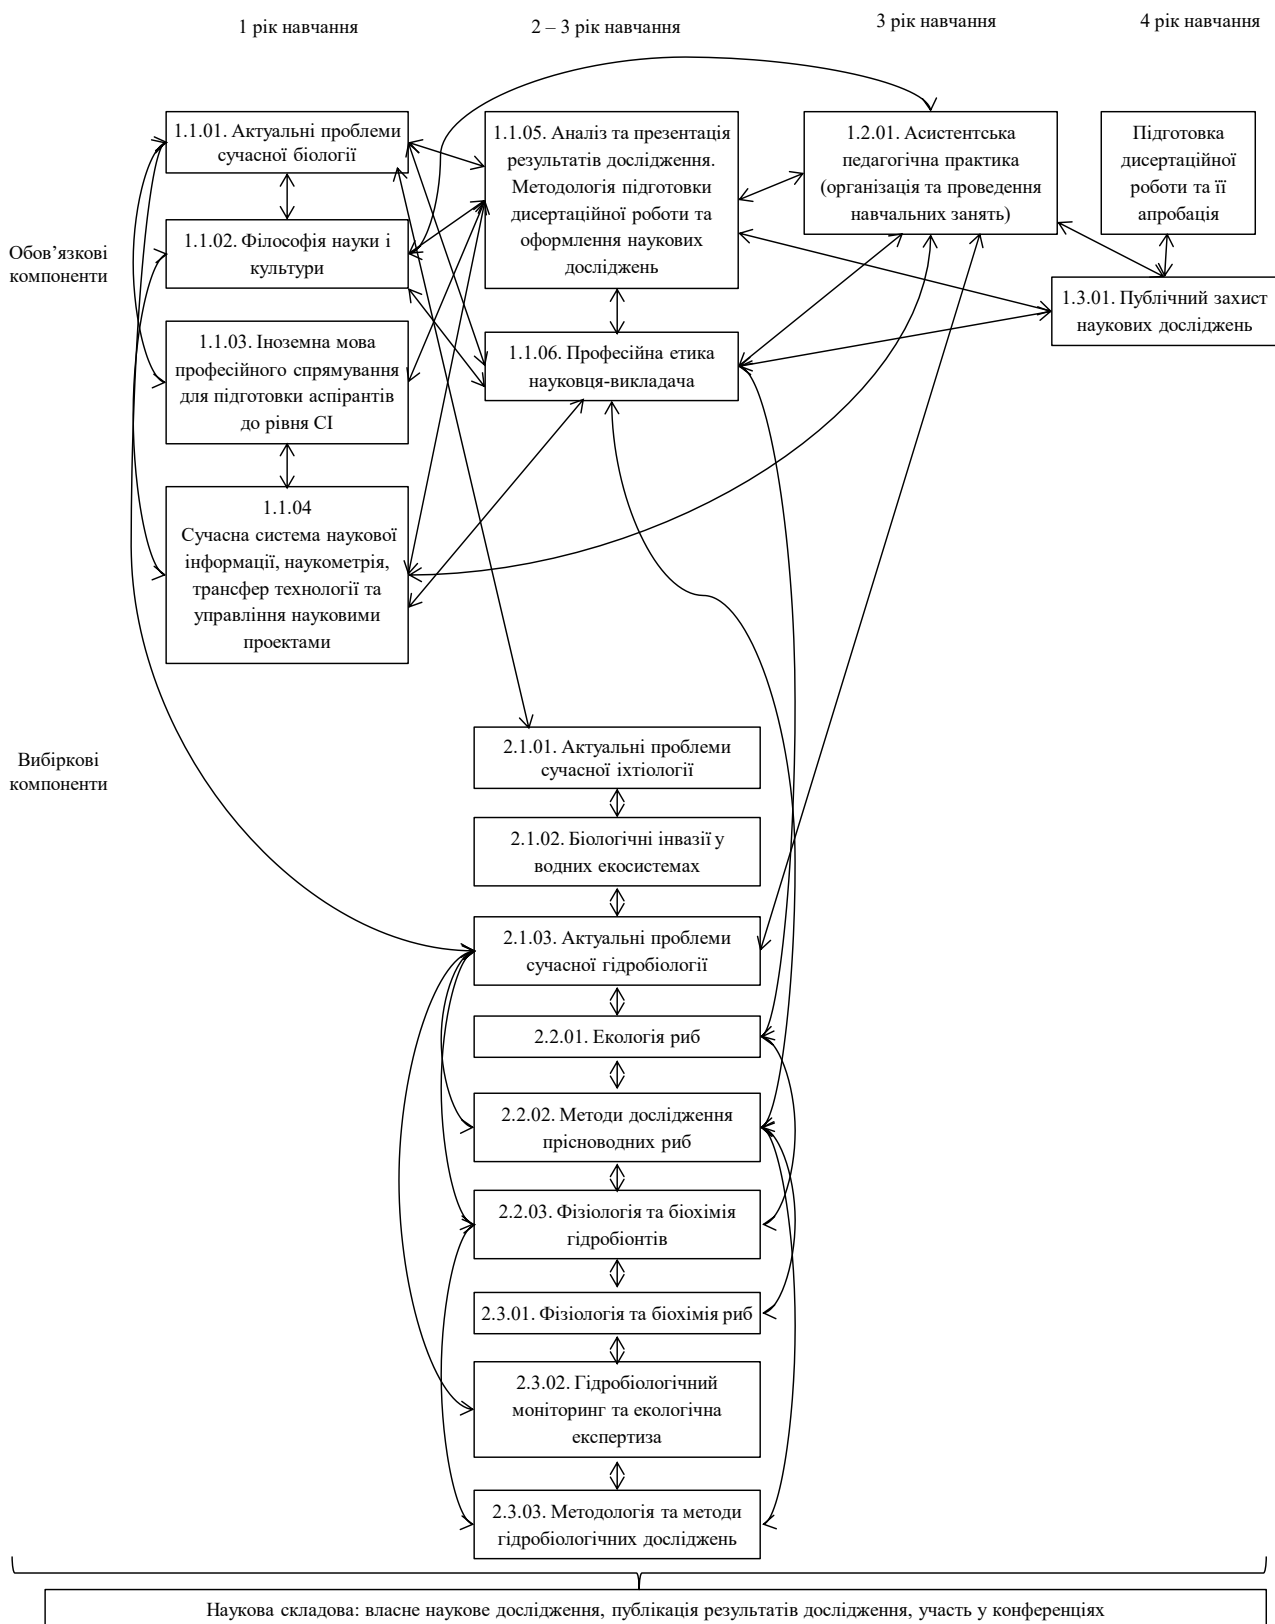 1 рік навчання
2 – 3 рік навчання
3 рік навчання
4 рік навчання
Обов’язкові
компоненти
1.1.01. Актуальні проблеми
сучасної біології
1.1.02. Філософія науки і
культури
1.1.03. Іноземна мова
професійного спрямування
для підготовки аспірантів
до рівня СІ
1.1.04
Сучасна система наукової
інформації, наукометрія,
трансфер технології та
управління науковими
проектами
1.1.05. Аналіз та презентація
результатів дослідження.
Методологія підготовки
дисертаційної роботи та
оформлення наукових
досліджень
1.1.06. Професійна етика
науковця-викладача
1.2.01. Асистентська
педагогічна практика
(організація та проведення
навчальних занять)
Підготовка
дисертаційної
роботи та її
апробація
1.3.01. Публічний захист
наукових досліджень
Вибіркові
компоненти
2.1.01. Актуальні проблеми
сучасної іхтіології
2.1.02. Біологічні інвазії у
водних екосистемах
2.1.03. Актуальні проблеми
сучасної гідробіології
2.2.01. Екологія риб
2.2.02. Методи дослідження
прісноводних риб
2.2.03. Фізіологія та біохімія
гідробіонтів
2.3.01. Фізіологія та біохімія риб
2.3.02. Гідробіологічний
моніторинг та екологічна
експертиза
2.3.03. Методологія та методи
гідробіологічних досліджень
Наукова складова: власне наукове дослідження, публікація результатів дослідження, участь у конференціях